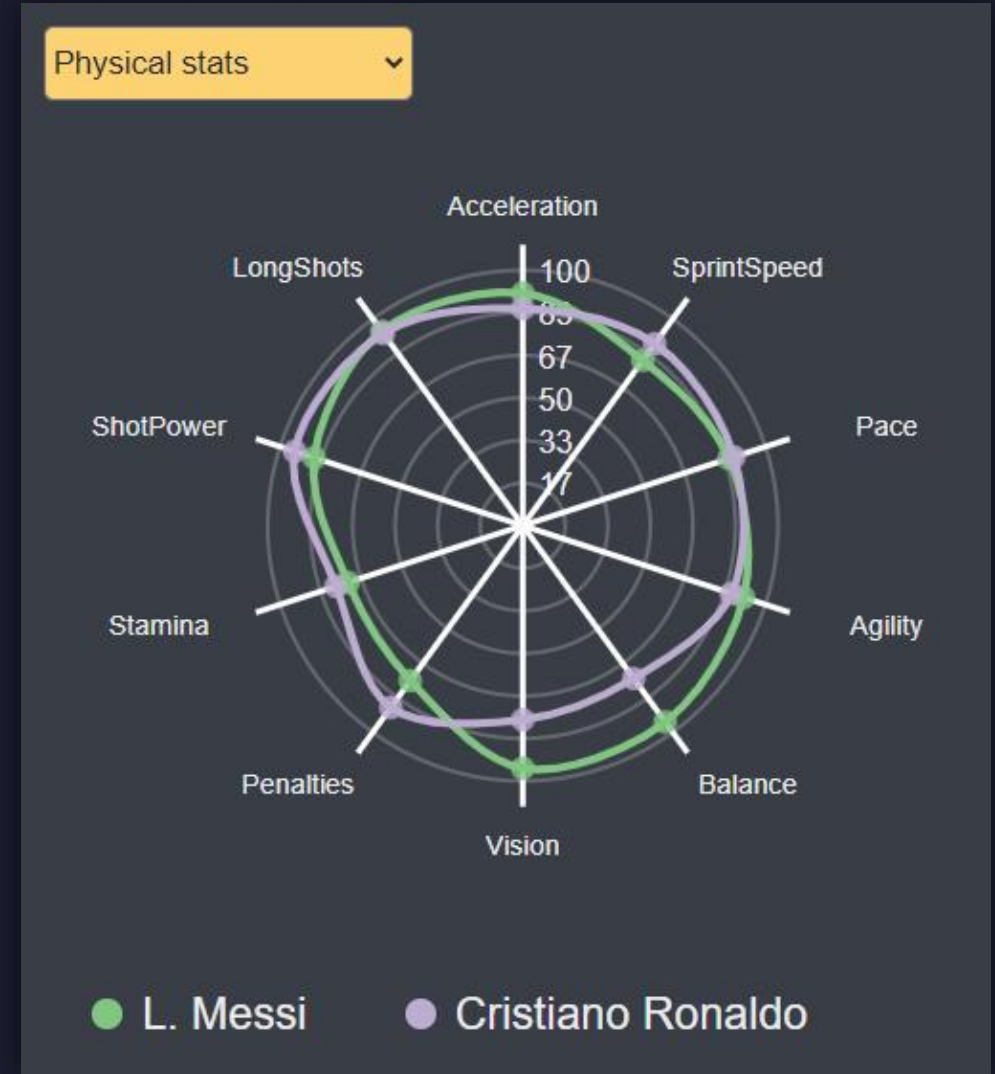 Physical stats
Acceleration
LongShots
SprintSpeed
100
83
67
50
33
17
ShotPower
Pace
Stamina
Agility
Penalties
Balance
Vision
L. Messi
Cristiano Ronaldo